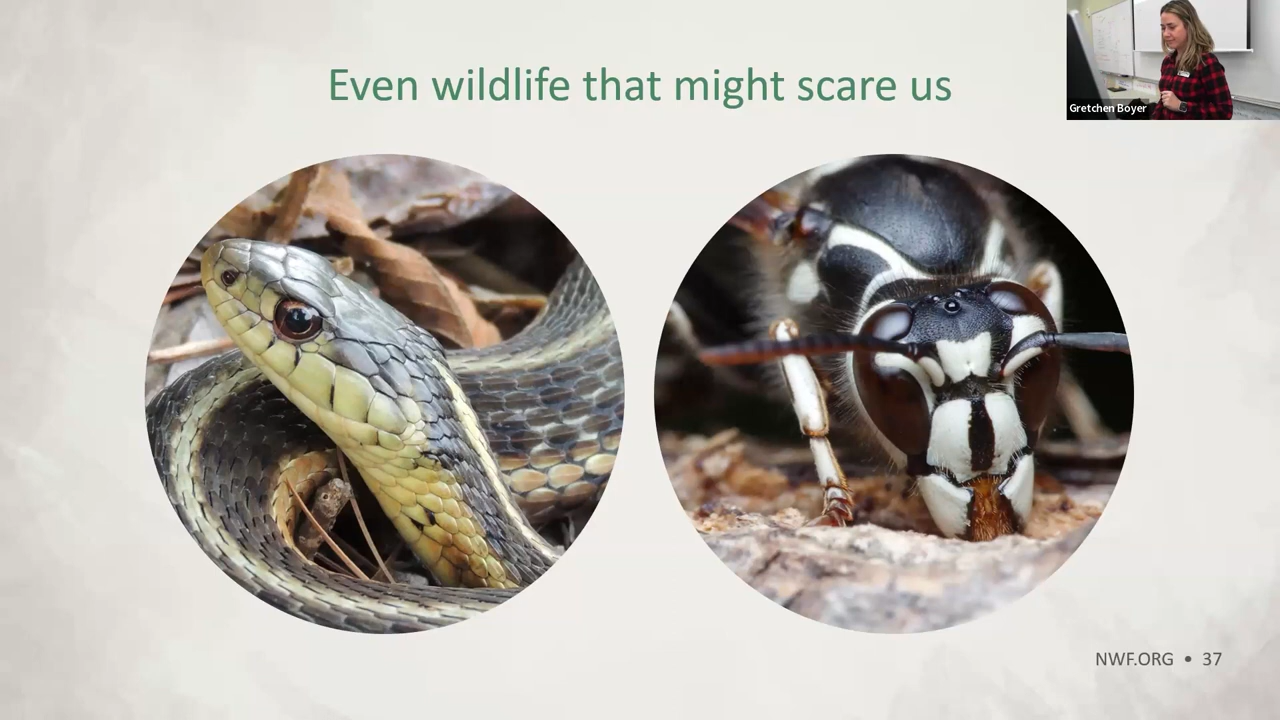 Even wildlife that might scare us
Gretchen Boyer
NWF.ORG • 37